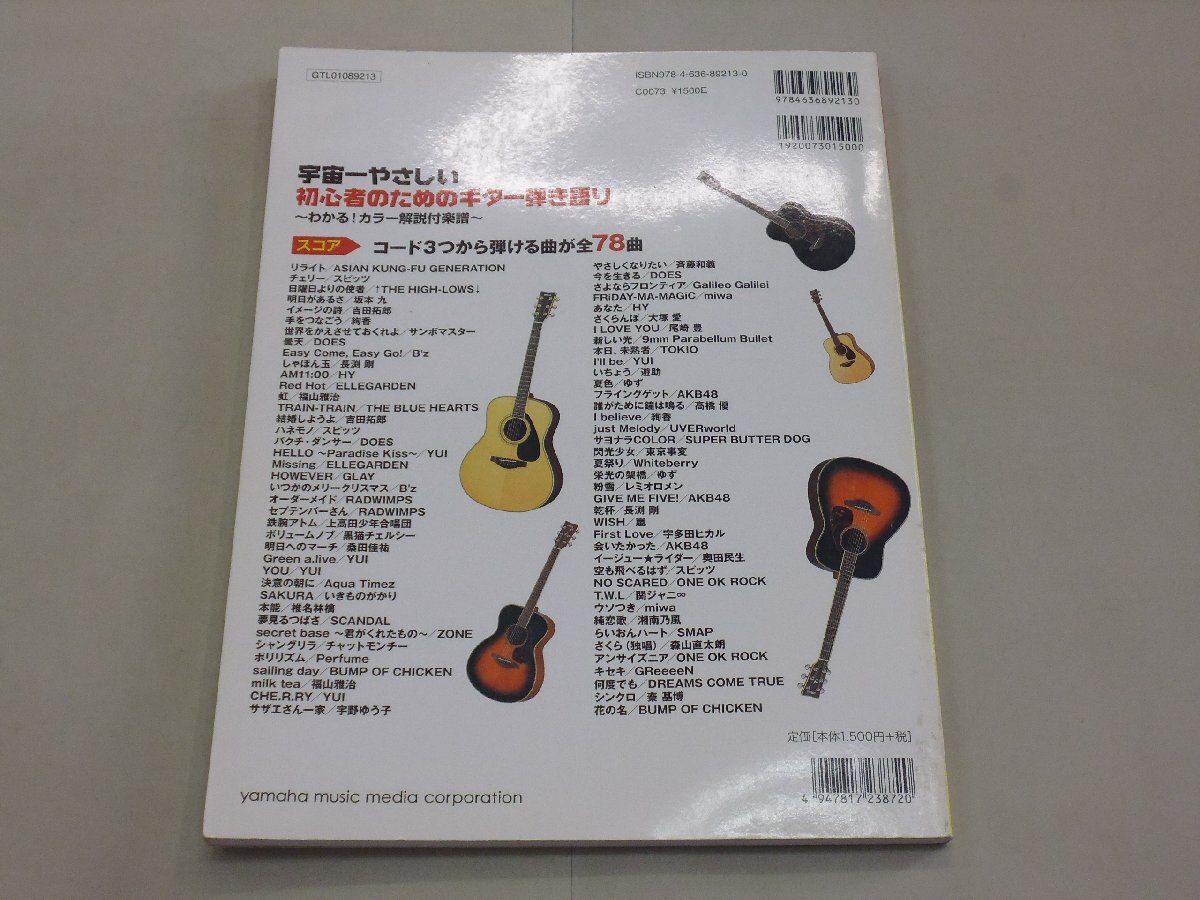 GTL01089213
ISBN978-4-636-89213-0
C0073 ¥1500E
9784636892130
1920073015000
宇宙一やさしい
初心者のためのギター弾き語り
～わかる！カラー解説付楽譜～
スコア コード3つから弾ける曲が全78曲
リライト/ASIAN KUNG-FU GENERATION
チェリー/スピッツ
日曜日よりの使者/↑THE HIGH-LOWS↓
明日があるさ/坂本 九
イメージの詩/吉田拓郎
手をつなごう/絢香
世界をかえさせておくれよ/サンボマスター
曇天/DOES
Easy Come, Easy Go!/B'z
しゃぼん玉/長渕 剛
AM11:00/HY
Red Hot/ELLEGARDEN
虹/福山雅治
TRAIN-TRAIN/THE BLUE HEARTS
結婚しようよ/吉田拓郎
ハネモノ/スピッツ
バクチ・ダンサー/DOES
HELLO ～Paradise Kiss～/YUI
Missing/ELLEGARDEN
HOWEVER/GLAY
いつかのメリークリスマス/B'z
オーダーメイド/RADWIMPS
セプテンバーさん/RADWIMPS
鉄腕アトム/上高田少年合唱団
ボリュームノブ/黒猫チェルシー
明日へのマーチ/桑田佳祐
Green a.live/YUI
YOU/YUI
決意の朝に/Aqua Timez
SAKURA/いきものがかり
本能/椎名林檎
夢見るつばさ/SCANDAL
secret base ～君がくれたもの～/ZONE
シャングリラ/チャットモンチー
ポリリズム/Perfume
sailing day/BUMP OF CHICKEN
milk tea/福山雅治
CHE.R.RY/YUI
サザエさん一家/宇野ゆう子
やさしくなりたい/斉藤和義
今を生きる/DOES
さよならフロンティア/Galileo Galilei
FRiDAY-MA-MAGiC/miwa
あなた/HY
さくらんぼ/大塚 愛
I LOVE YOU/尾崎 豊
新しい光/9mm Parabellum Bullet
本日、未熟者/TOKIO
I'll be/YUI
いちょう/遊助
夏色/ゆず
フライングゲット/AKB48
誰がために鐘は鳴る/高橋 優
I believe/絢香
just Melody/UVERworld
サヨナラCOLOR/SUPER BUTTER DOG
閃光少女/東京事変
夏祭り/Whiteberry
栄光の架橋/ゆず
粉雪/レミオロメン
GIVE ME FIVE!/AKB48
乾杯/長渕 剛
WISH/嵐
First Love/宇多田ヒカル
会いたかった/AKB48
イージュー★ライダー/奥田民生
空も飛べるはず/スピッツ
NO SCARED/ONE OK ROCK
T.W.L/関ジャニ∞
ウソつき/miwa
純恋歌/湘南乃風
らいおんハート/SMAP
さくら（独唱）/森山直太朗
アンサイズニア/ONE OK ROCK
キセキ/GReeeeN
何度でも/DREAMS COME TRUE
シンクロ/秦 基博
花の名/BUMP OF CHICKEN
定価[本体1,500円+税]
yamaha music media corporation
4 947817 238720